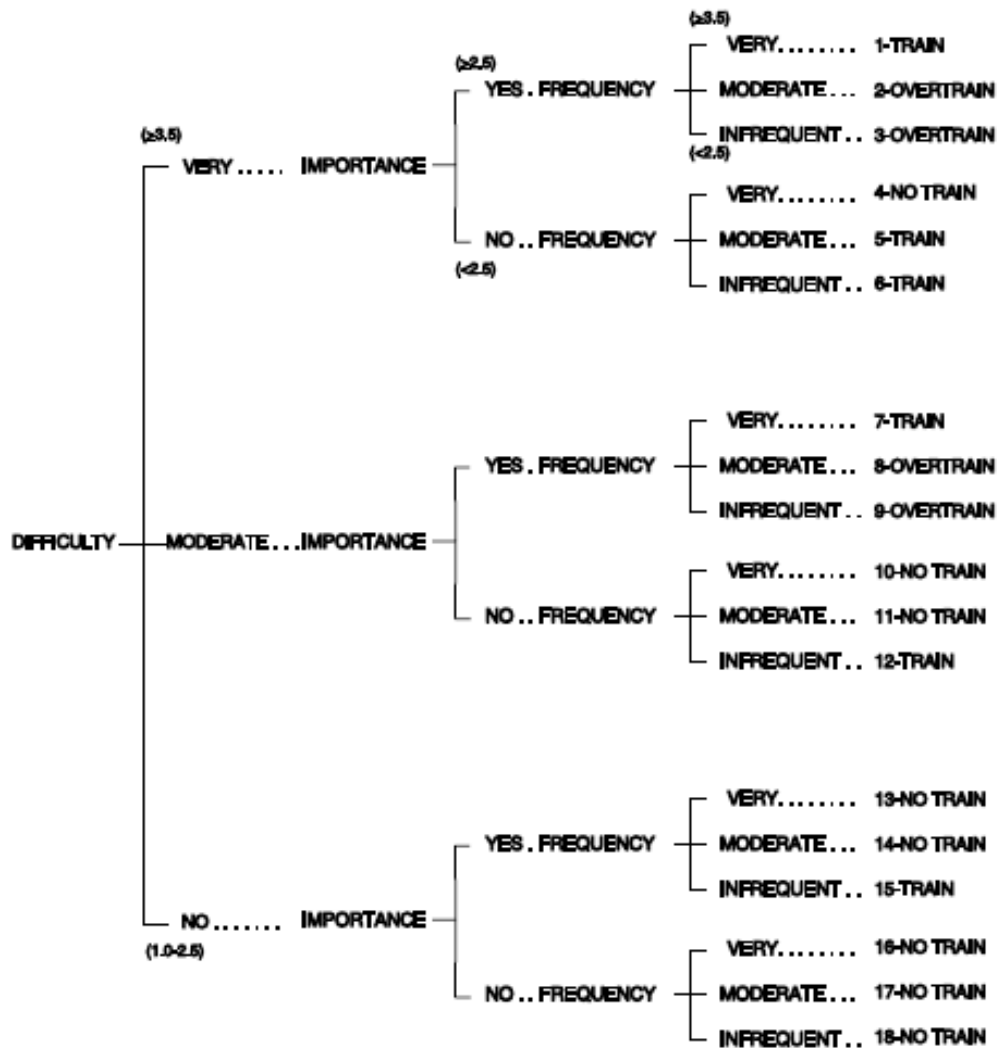 (≥3.5)
VERY........ 1-TRAIN
(≥2.5)
YES . FREQUENCY MODERATE ... 2-OVERTRAIN
INFREQUENT .. 3-OVERTRAIN
(≥3.5) (<2.5)
VERY ..... IMPORTANCE
VERY........ 4-NO TRAIN
NO .. FREQUENCY MODERATE ... 5-TRAIN
(<2.5)
INFREQUENT .. 6-TRAIN
VERY........ 7-TRAIN
YES . FREQUENCY MODERATE ... 8-OVERTRAIN
INFREQUENT .. 9-OVERTRAIN
DIFFICULTY MODERATE ... IMPORTANCE
VERY........ 10-NO TRAIN
NO .. FREQUENCY MODERATE ... 11-NO TRAIN
INFREQUENT .. 12-TRAIN
VERY........ 13-NO TRAIN
YES . FREQUENCY MODERATE ... 14-NO TRAIN
INFREQUENT .. 15-TRAIN
NO ....... IMPORTANCE
(1.0-2.5)
VERY........ 16-NO TRAIN
NO .. FREQUENCY MODERATE ... 17-NO TRAIN
INFREQUENT .. 18-NO TRAIN